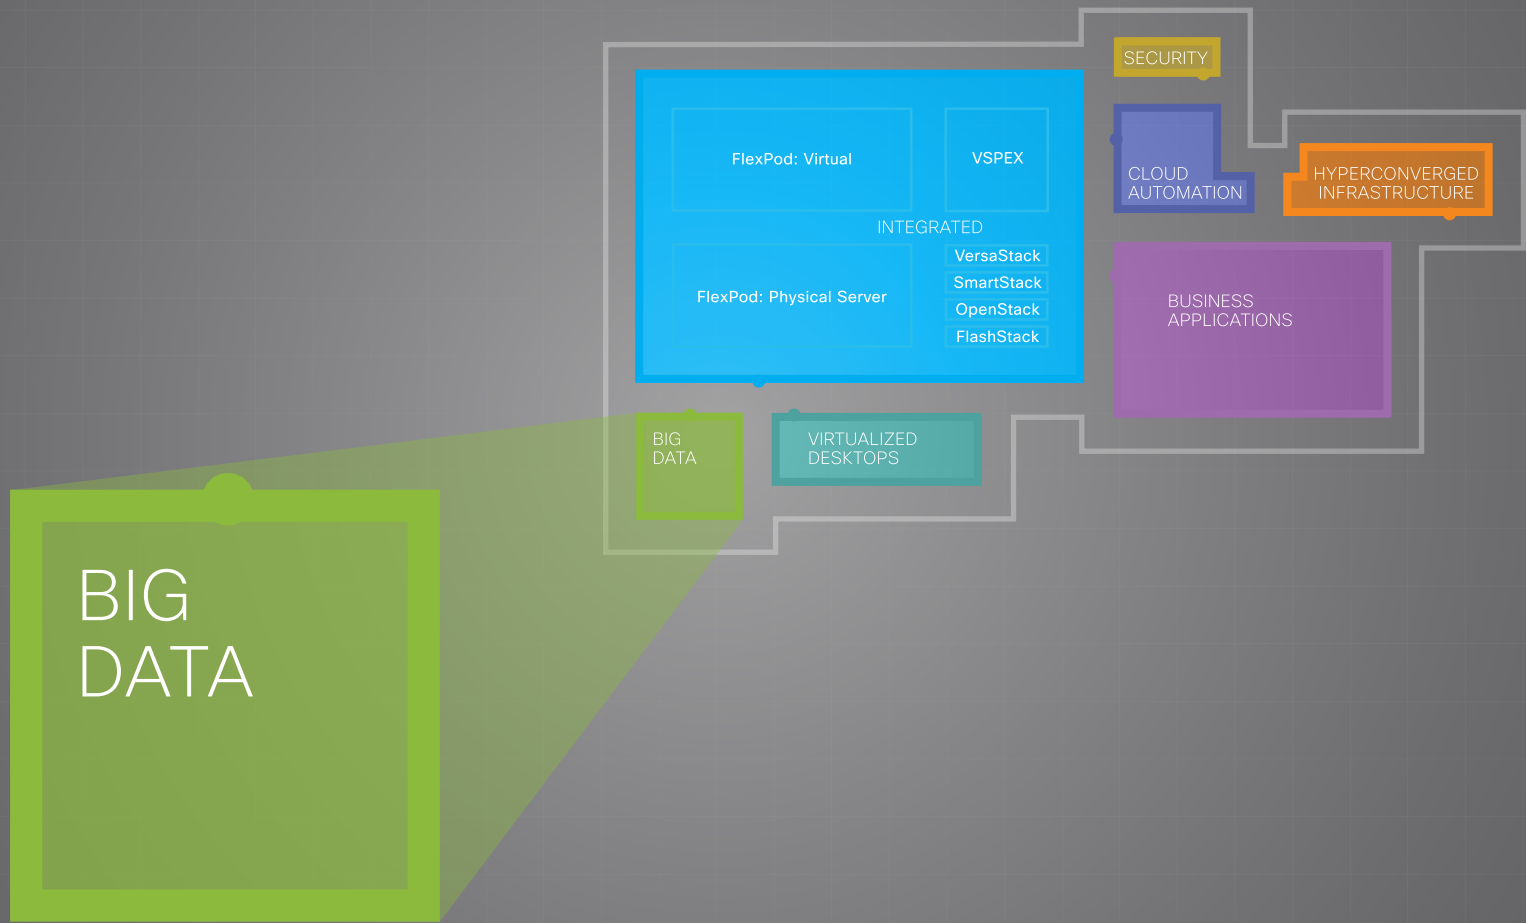 SECURITY
FlexPod: Virtual
VSPEX
CLOUD
AUTOMATION
HYPERCONVERGED
INFRASTRUCTURE
INTEGRATED
VersaStack
SmartStack
FlexPod: Physical Server
OpenStack
FlashStack
BUSINESS
APPLICATIONS
BIG
DATA
VIRTUALIZED
DESKTOPS
BIG
DATA